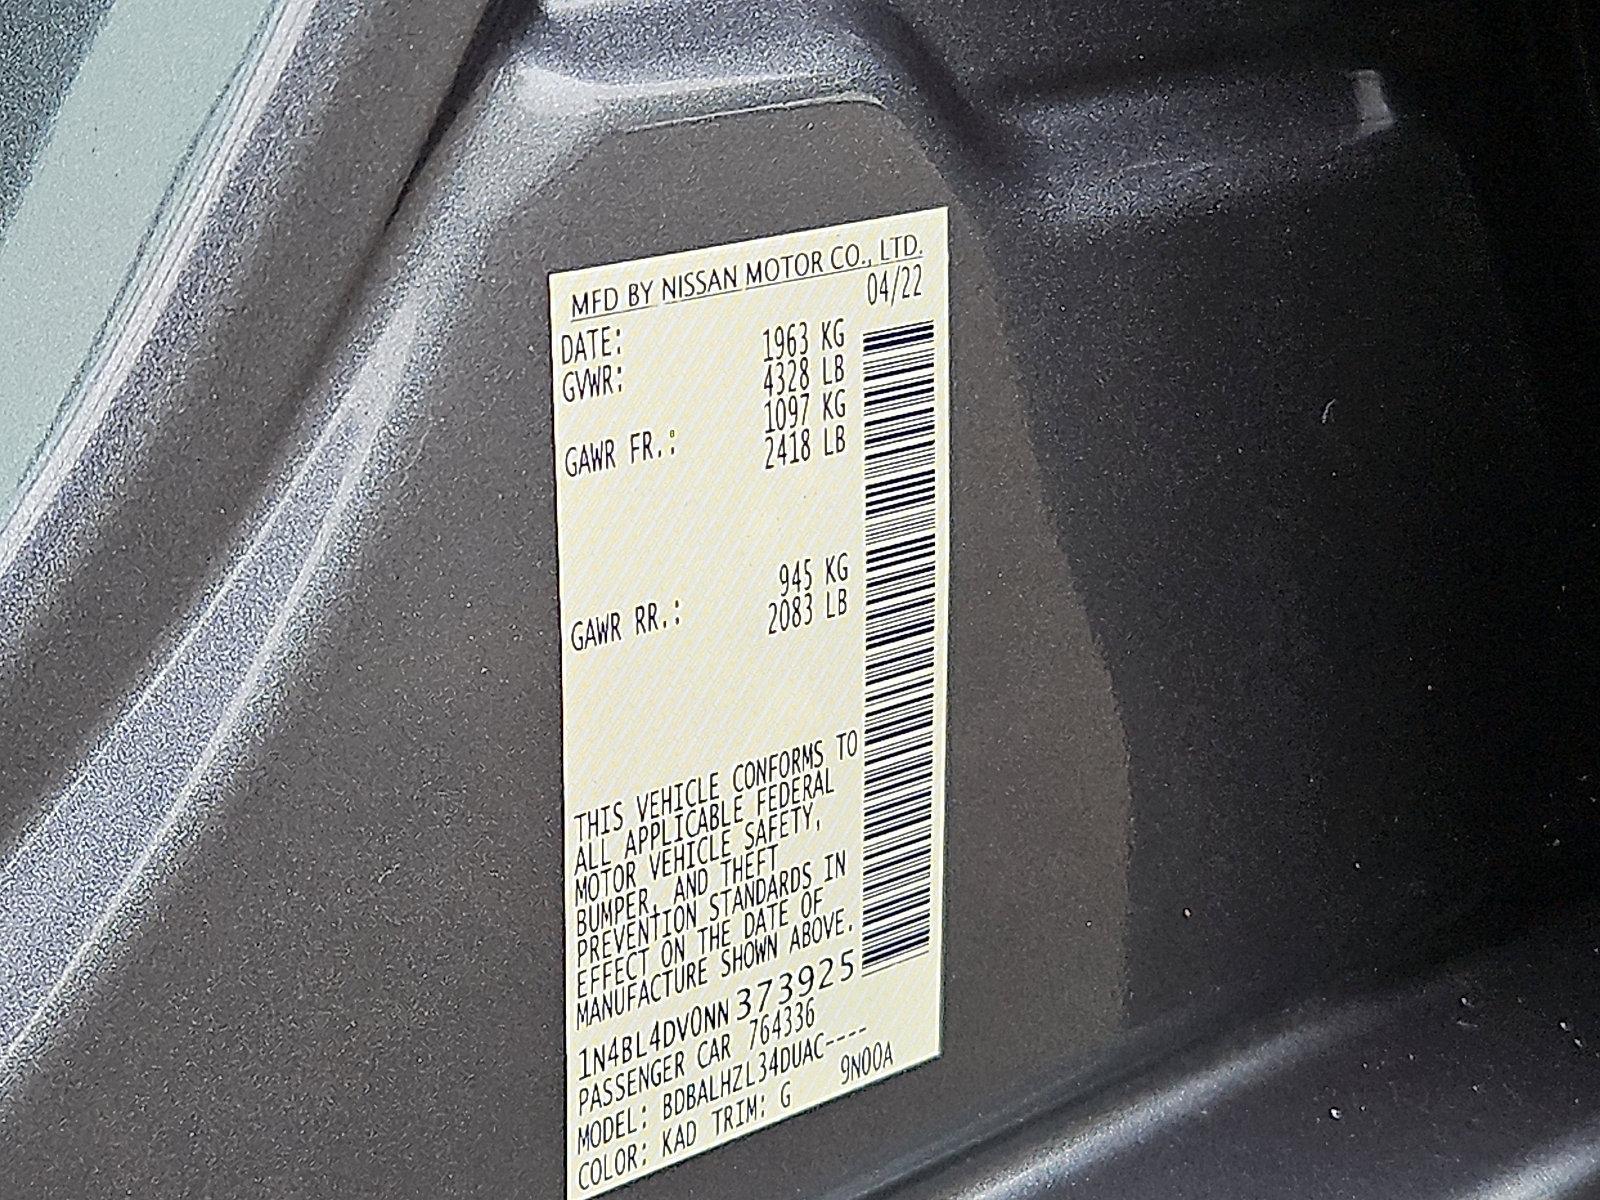 MFD BY NISSAN MOTOR CO., LTD.
DATE: 04/22
GVWR: 1963 KG
4328 LB
GAWR FR.: 1097 KG
2418 LB
GAWR RR.: 945 KG
2083 LB
THIS VEHICLE CONFORMS TO
ALL APPLICABLE FEDERAL
MOTOR VEHICLE SAFETY,
BUMPER, AND THEFT
PREVENTION STANDARDS IN
EFFECT ON THE DATE OF
MANUFACTURE SHOWN ABOVE.
1N4BL4DV0NN 373925
PASSENGER CAR 764336
MODEL: BDBALHZL34DUAC----
COLOR: KAD TRIM: G 9N00A